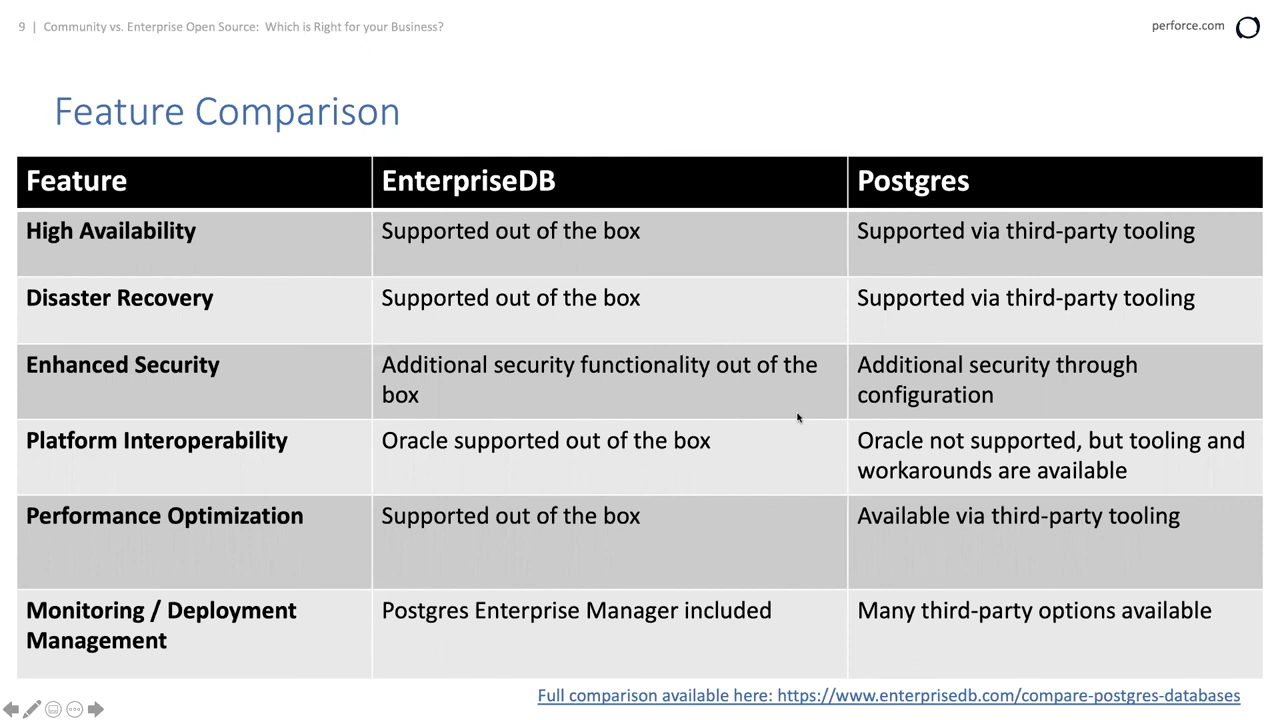 9 | Community vs. Enterprise Open Source: Which is Right for your Business?
perforce.com
Feature Comparison
Feature
EnterpriseDB
Postgres
High Availability
Supported out of the box
Supported via third-party tooling
Disaster Recovery
Supported out of the box
Supported via third-party tooling
Enhanced Security
Additional security functionality out of the
box
Additional security through
configuration
Platform Interoperability
Oracle supported out of the box
Oracle not supported, but tooling and
workarounds are available
Performance Optimization
Supported out of the box
Available via third-party tooling
Monitoring / Deployment
Management
Postgres Enterprise Manager included
Many third-party options available
Full comparison available here: https://www.enterprisedb.com/compare-postgres-databases